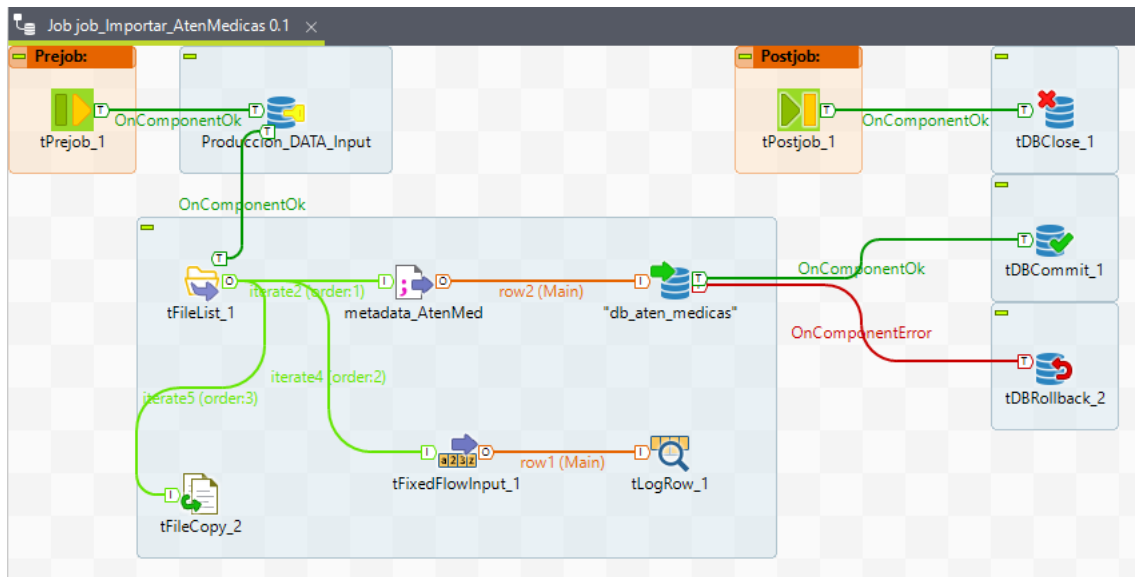 Job job_Importar_AtenMedicas 0.1
Prejob:
Postjob:
T
OnComponentOk
T
T
tPrejob_1
Produccion_DATA_Input
T
OnComponentOk
T
tPostjob_1
tDBClose_1
OnComponentOk
T
O
iterate2 (order:1)
I
O
row2 (Main)
I
T
OnComponentOk
T
tFileList_1
metadata_AtenMed
"db_aten_medicas"
tDBCommit_1
OnComponentError
T
tDBRollback_2
iterate4 (order:2)
iterate5 (order:3)
I
a23z
O
row1 (Main)
I
tFixedFlowInput_1
tLogRow_1
I
tFileCopy_2